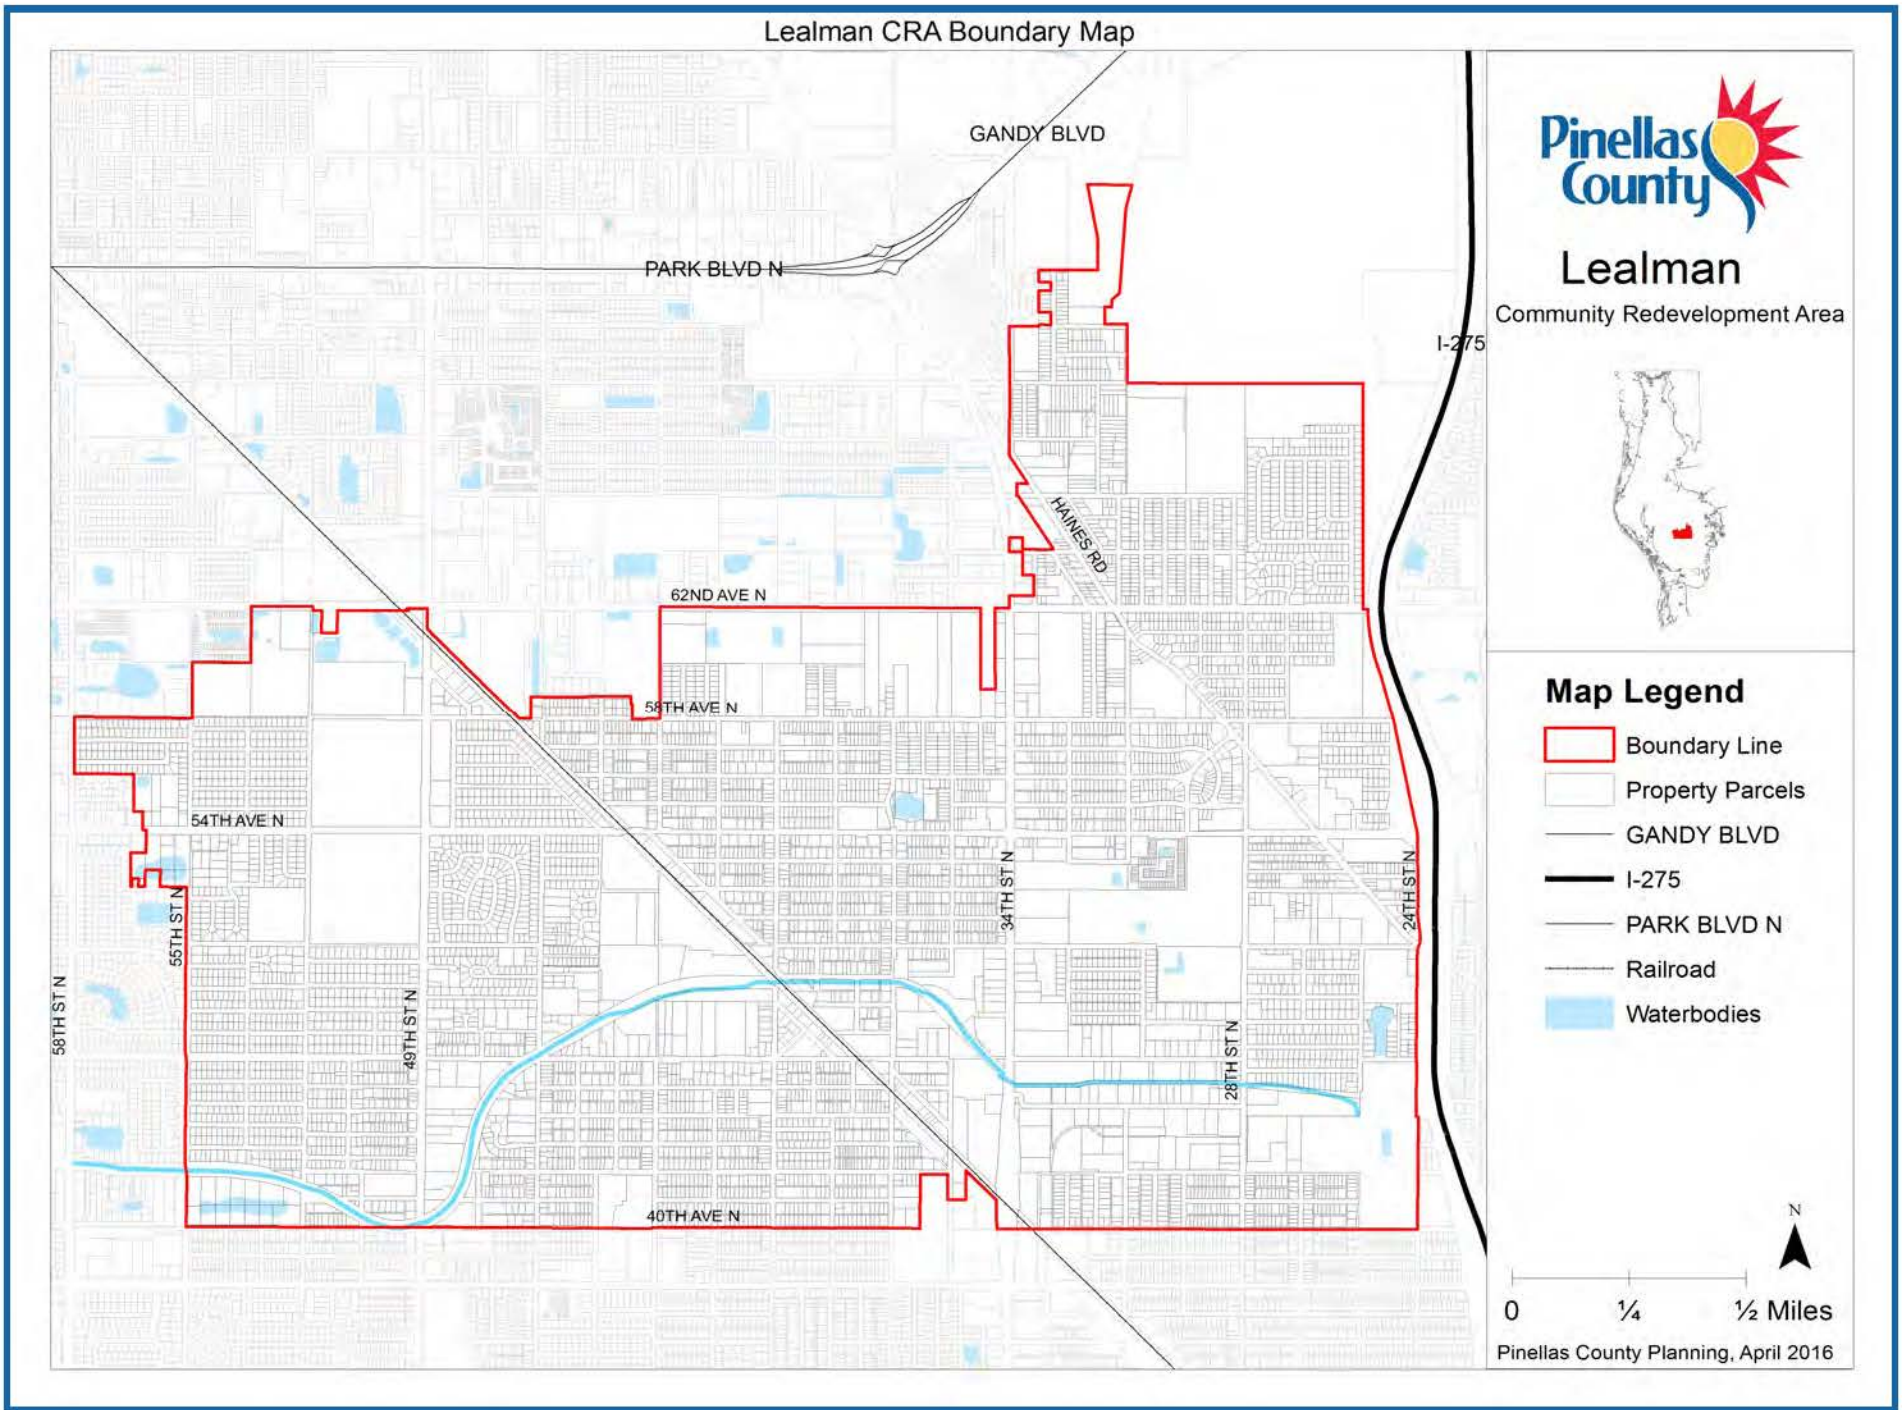 Lealman CRA Boundary Map
GANDY BLVD
PARK BLVD N
I-275
HAINES RD
62ND AVE N
58TH AVE N
54TH AVE N
34TH ST N
24TH ST N
55TH ST N
58TH ST N
49TH ST N
28TH ST N
40TH AVE N
Pinellas
County
Lealman
Community Redevelopment Area
Map Legend
Boundary Line
Property Parcels
GANDY BLVD
I-275
PARK BLVD N
Railroad
Waterbodies
N
0 ¼ ½ Miles
Pinellas County Planning, April 2016